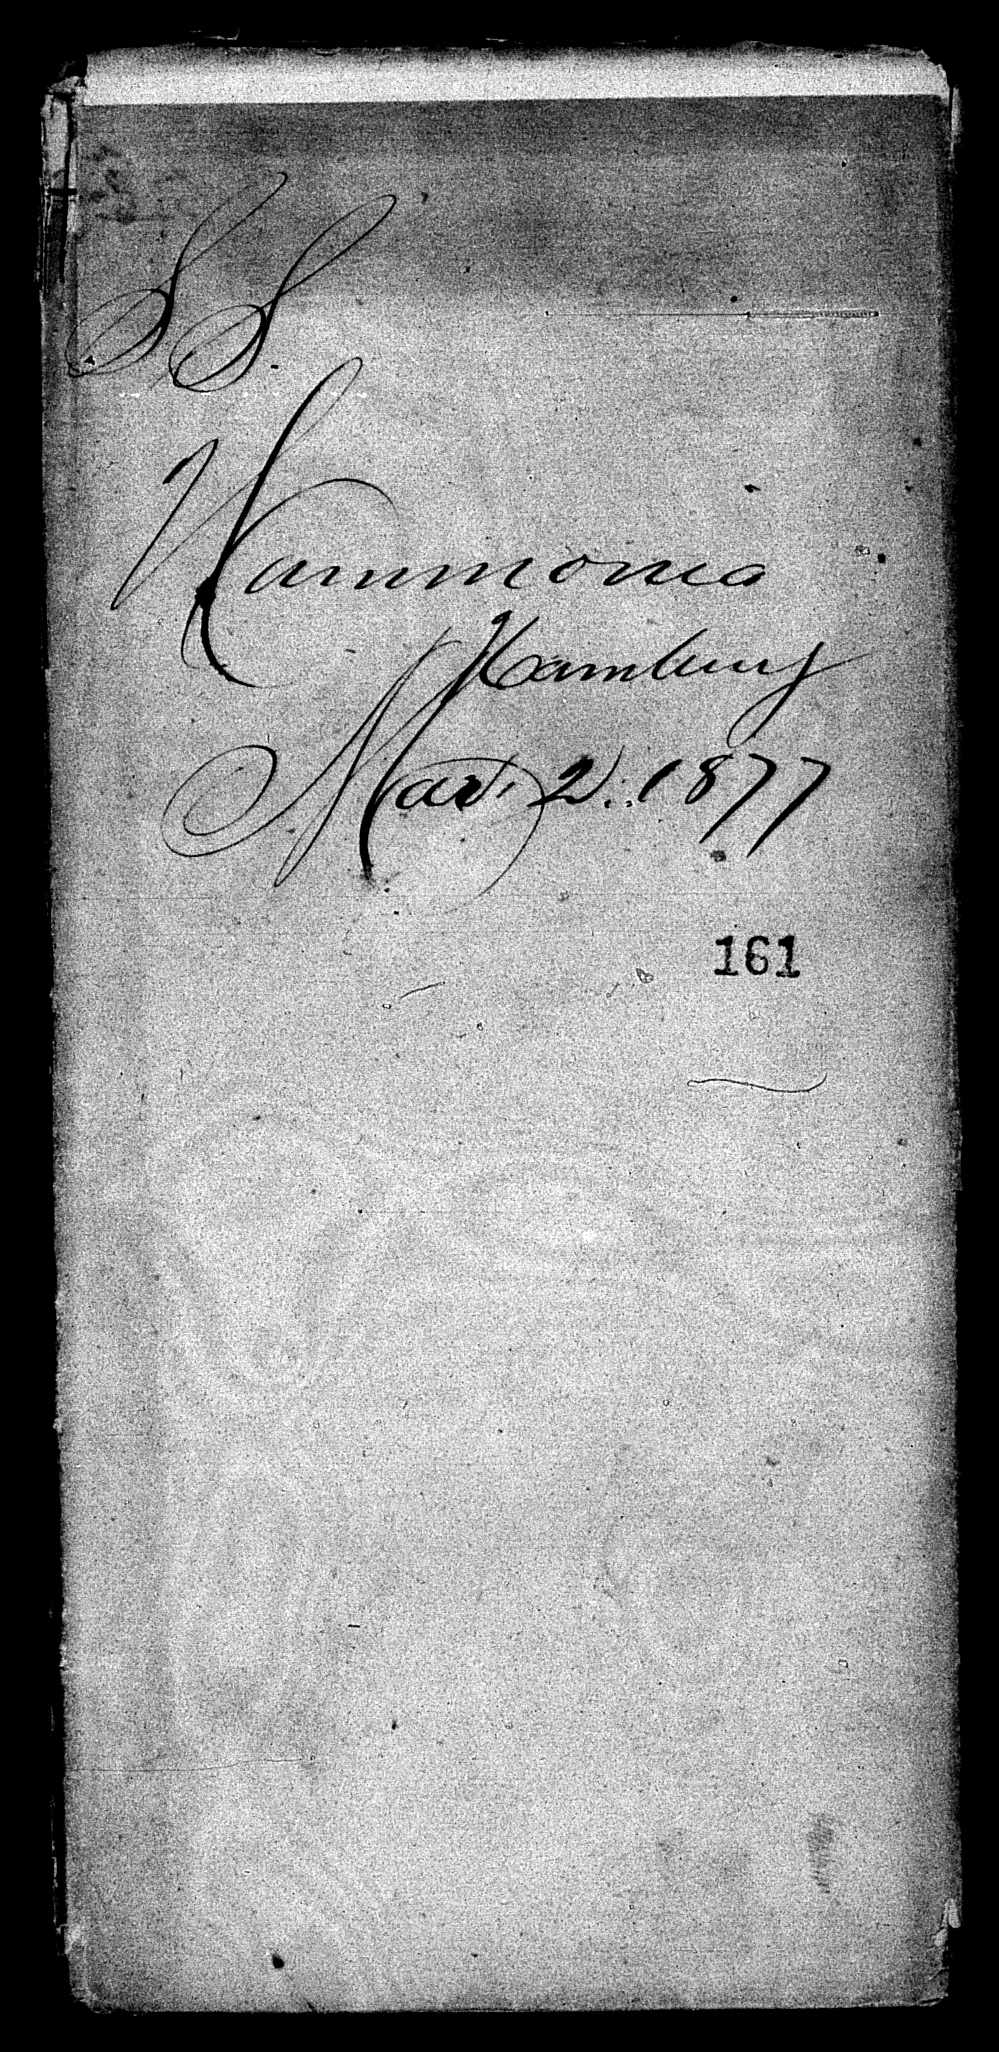 S S.
Hammonia
Hamburg
Mar. 2. 1877
161